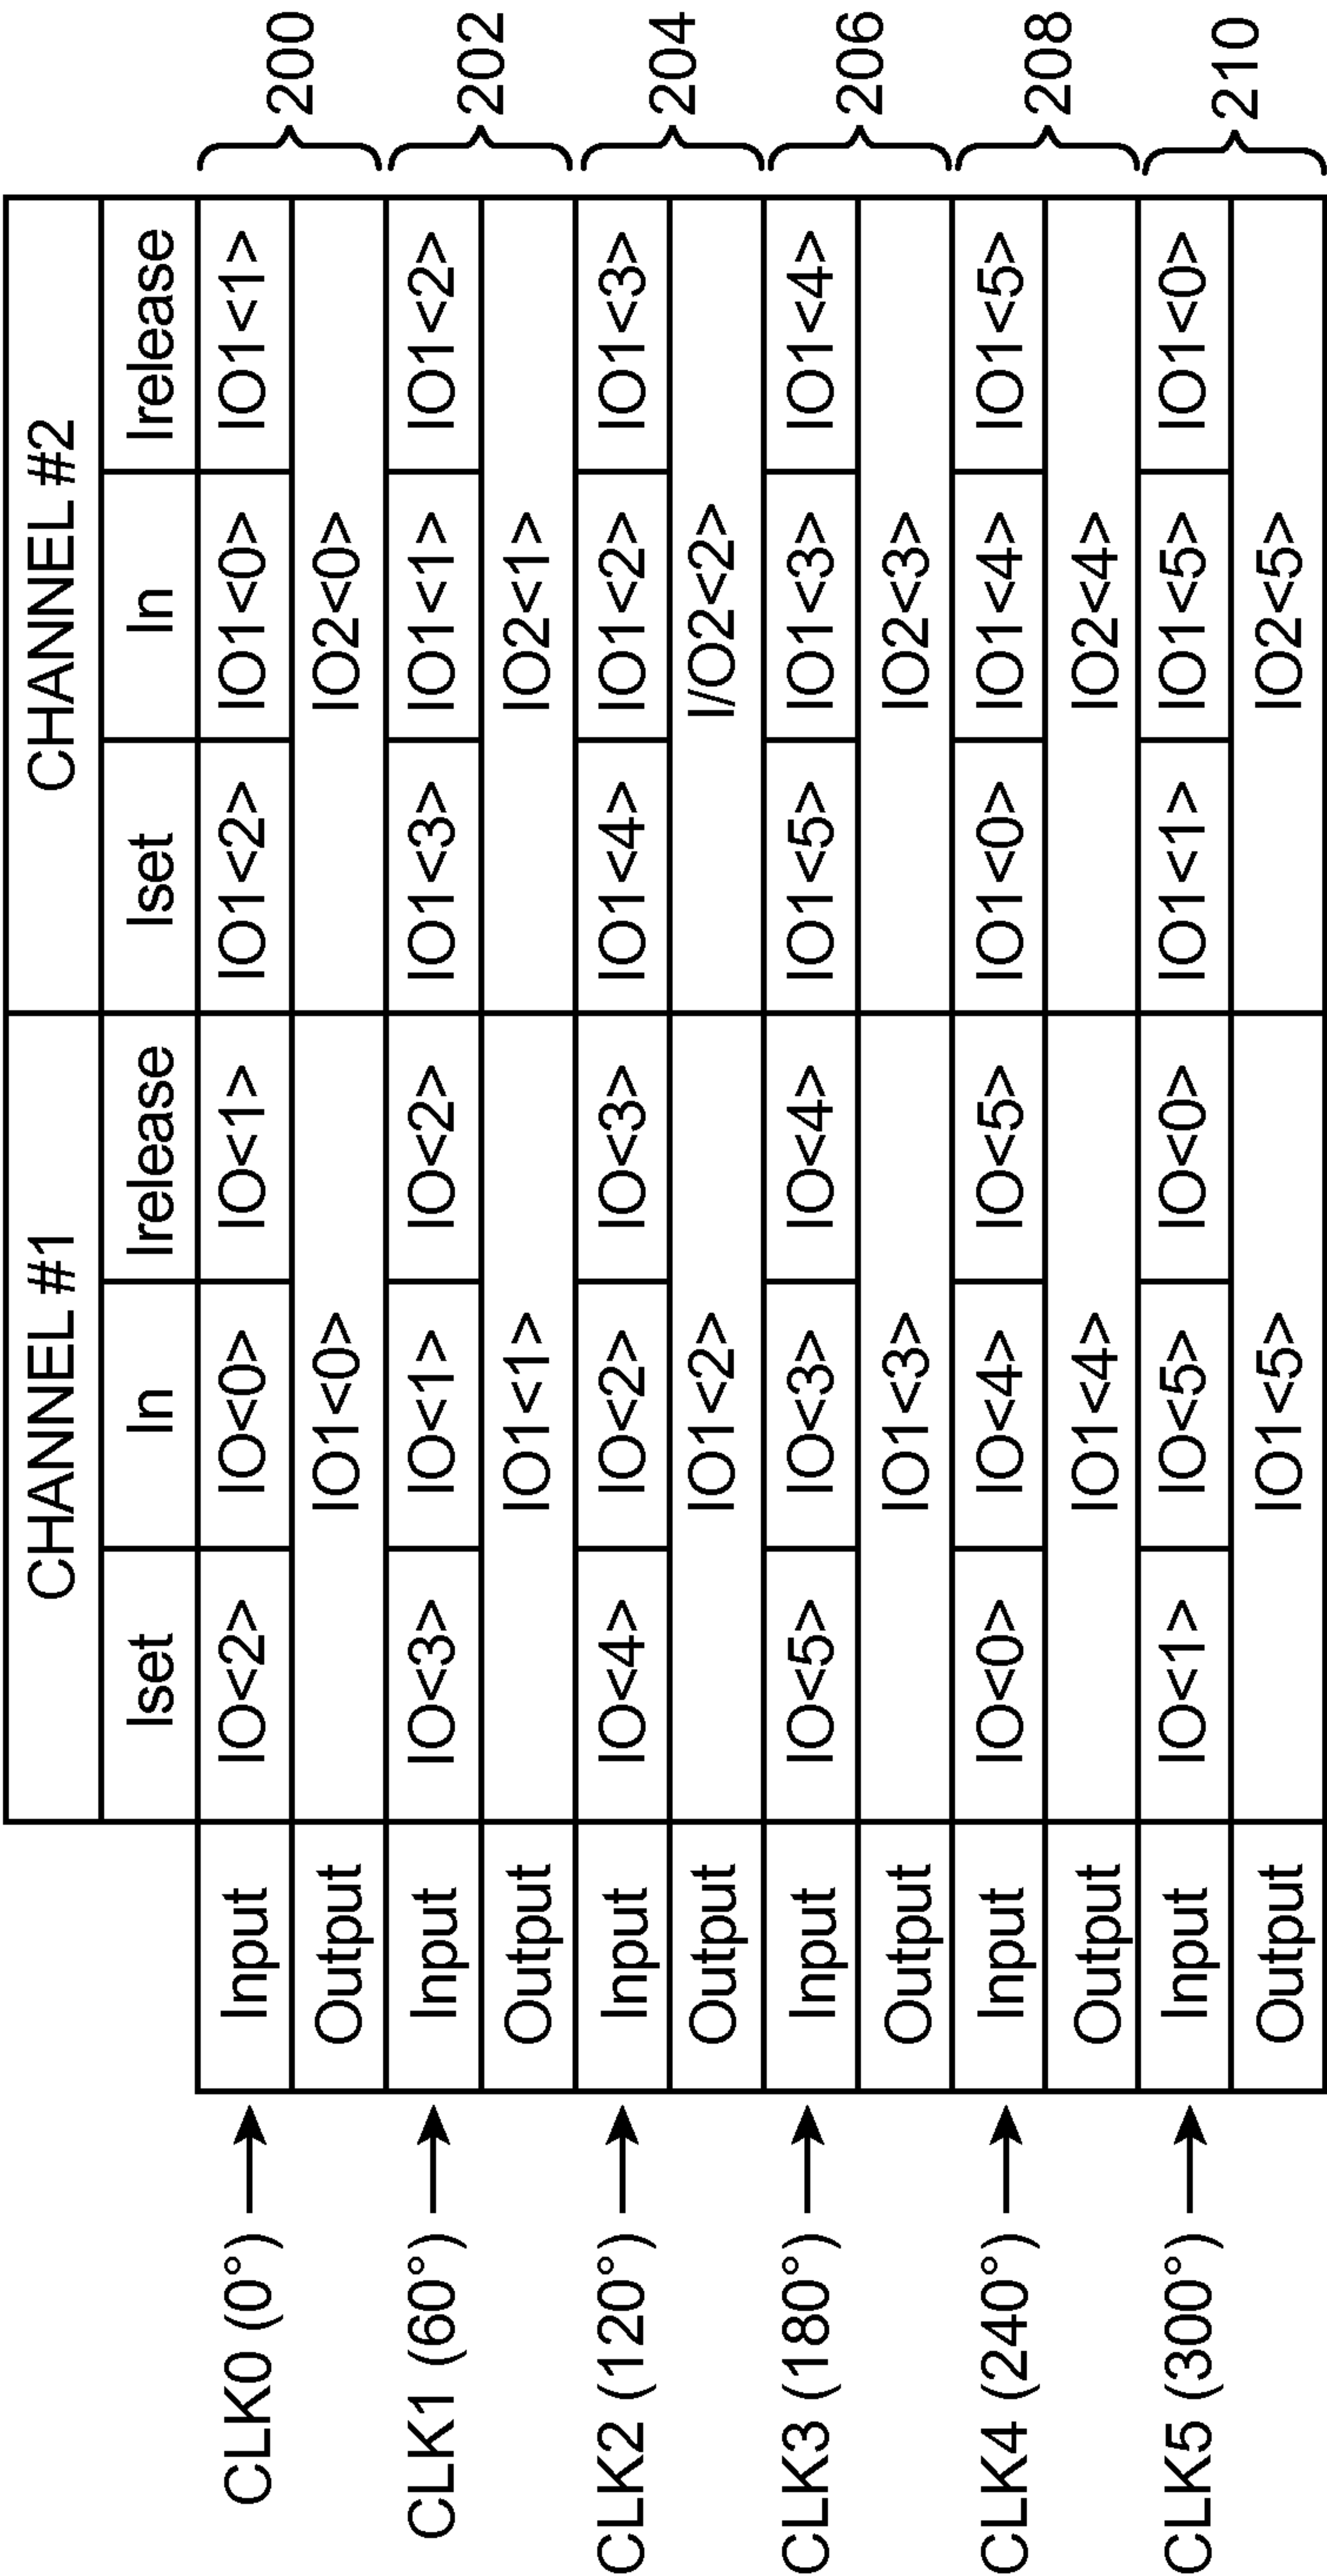 CHANNEL #1 CHANNEL #2
Iset In Irelease Iset In Irelease
CLK0 (0°) Input IO<2> IO<0> IO<1> IO1<2> IO1<0> IO1<1> 200
Output IO1<0> IO2<0>
CLK1 (60°) Input IO<3> IO<1> IO<2> IO1<3> IO1<1> IO1<2> 202
Output IO1<1> IO2<1>
CLK2 (120°) Input IO<4> IO<2> IO<3> IO1<4> IO1<2> IO1<3> 204
Output IO1<2> I/O2<2>
CLK3 (180°) Input IO<5> IO<3> IO<4> IO1<5> IO1<3> IO1<4> 206
Output IO1<3> IO2<3>
CLK4 (240°) Input IO<0> IO<4> IO<5> IO1<0> IO1<4> IO1<5> 208
Output IO1<4> IO2<4>
CLK5 (300°) Input IO<1> IO<5> IO<0> IO1<1> IO1<5> IO1<0> 210
Output IO1<5> IO2<5>